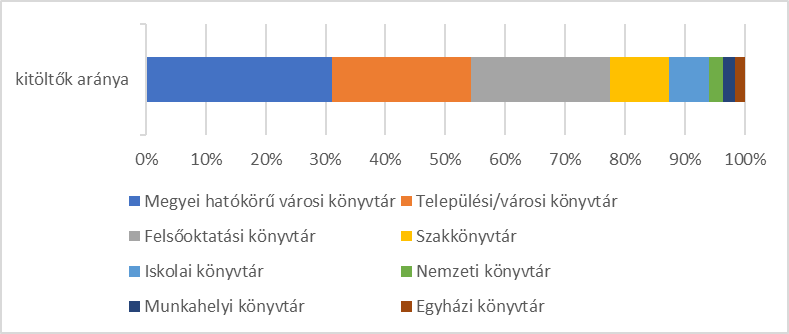 kitöltők aránya
0% 10% 20% 30% 40% 50% 60% 70% 80% 90% 100%
Megyei hatókörű városi könyvtár Települési/városi könyvtár
Felsőoktatási könyvtár Szakkönyvtár
Iskolai könyvtár Nemzeti könyvtár
Munkahelyi könyvtár Egyházi könyvtár